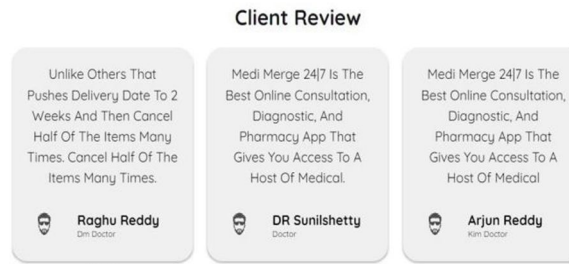 Client Review
Unlike Others That
Pushes Delivery Date To 2
Weeks And Then Cancel
Half Of The Items Many
Times. Cancel Half Of The
Items Many Times.
Raghu Reddy
Dm Doctor
Medi Merge 24|7 Is The
Best Online Consultation,
Diagnostic, And
Pharmacy App That
Gives You Access To A
Host Of Medical.
DR Sunilshetty
Doctor
Medi Merge 24|7 Is The
Best Online Consultation,
Diagnostic, And
Pharmacy App That
Gives You Access To A
Host Of Medical
Arjun Reddy
Kim Doctor